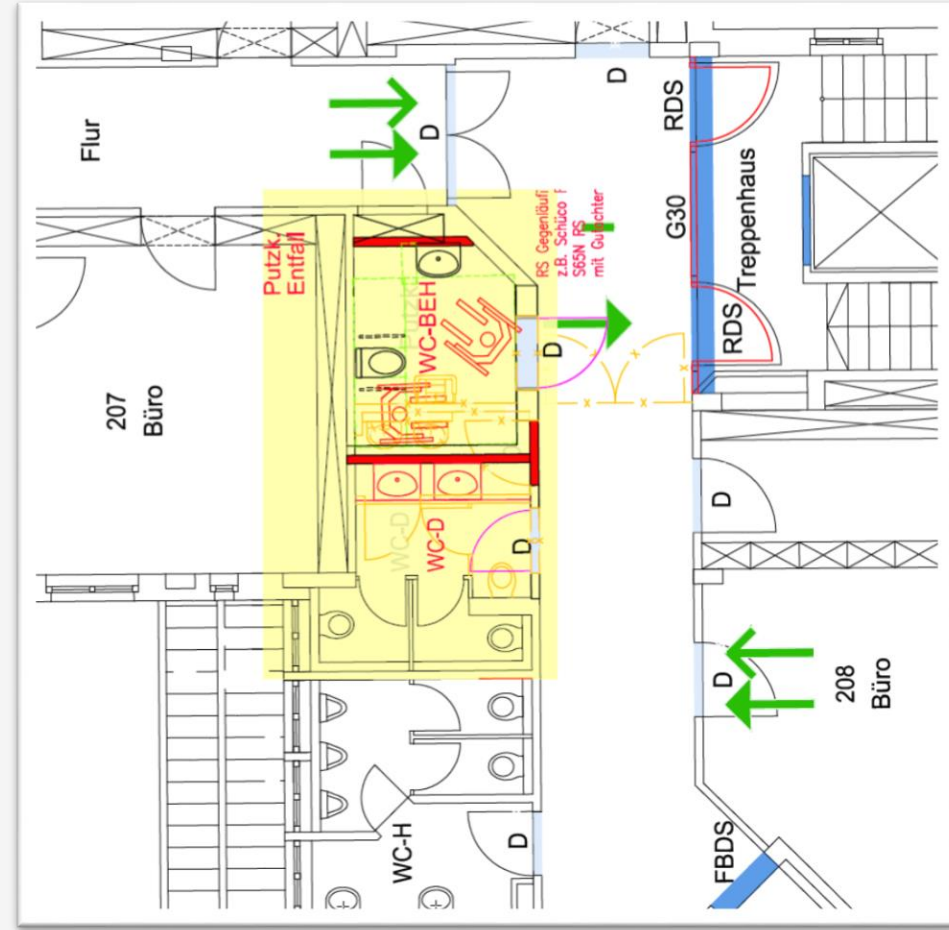 Flur
D
D
RDS
Putzk.
Entfall
RS Gegenläufi
z.B. Schüco
S65N RS
mit Gutachter
G30
Treppenhaus
207
Büro
WC-BEH
D
RDS
WC-D
WC-D
D
D
D
208
Büro
WC-H
D
FBDS